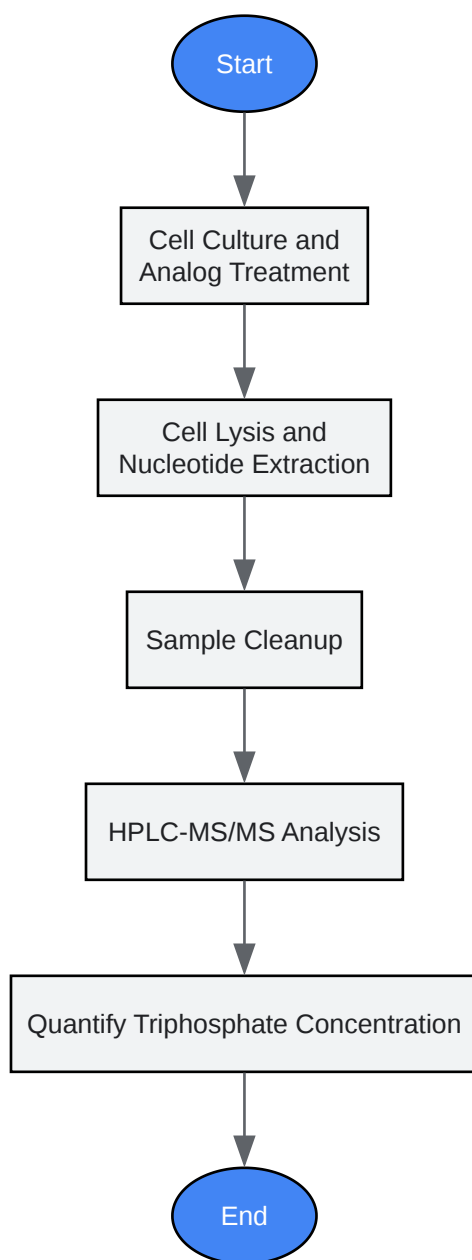 Start
Cell Culture and
Analog Treatment
Cell Lysis and
Nucleotide Extraction
Sample Cleanup
HPLC-MS/MS Analysis
Quantify Triphosphate Concentration
End